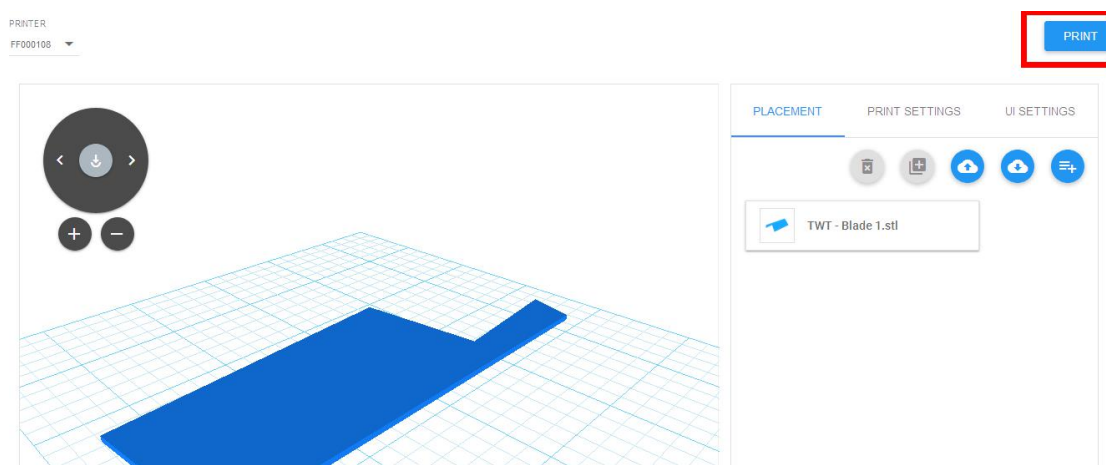 PRINTER
FF000108
PRINT
PLACEMENT PRINT SETTINGS UI SETTINGS
TWT - Blade 1.stl